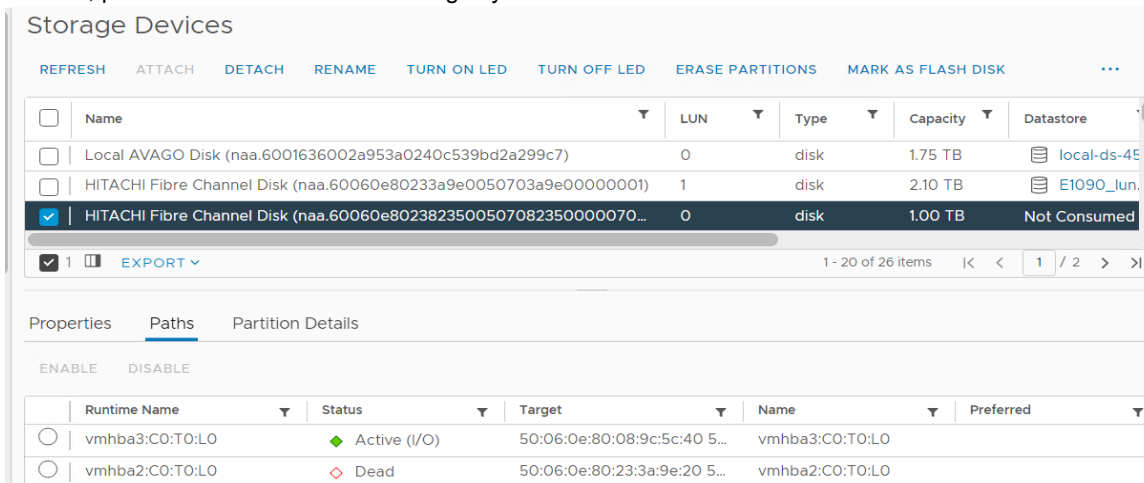 Storage Devices
REFRESH ATTACH DETACH RENAME TURN ON LED TURN OFF LED ERASE PARTITIONS MARK AS FLASH DISK ...
Name LUN Type Capacity Datastore
Local AVAGO Disk (naa.6001636002a953a0240c539bd2a299c7) 0 disk 1.75 TB local-ds-45
HITACHI Fibre Channel Disk (naa.60060e80233a9e0050703a9e00000001) 1 disk 2.10 TB E1090_lun.
HITACHI Fibre Channel Disk (naa.60060e8023823500507082350000070... 0 disk 1.00 TB Not Consumed
1 EXPORT 1 - 20 of 26 items |< < 1 / 2 > >|
Properties Paths Partition Details
ENABLE DISABLE
Runtime Name Status Target Name Preferred
vmhba3:C0:T0:L0 Active (I/O) 50:06:0e:80:08:9c:5c:40 5... vmhba3:C0:T0:L0
vmhba2:C0:T0:L0 Dead 50:06:0e:80:23:3a:9e:20 5... vmhba2:C0:T0:L0